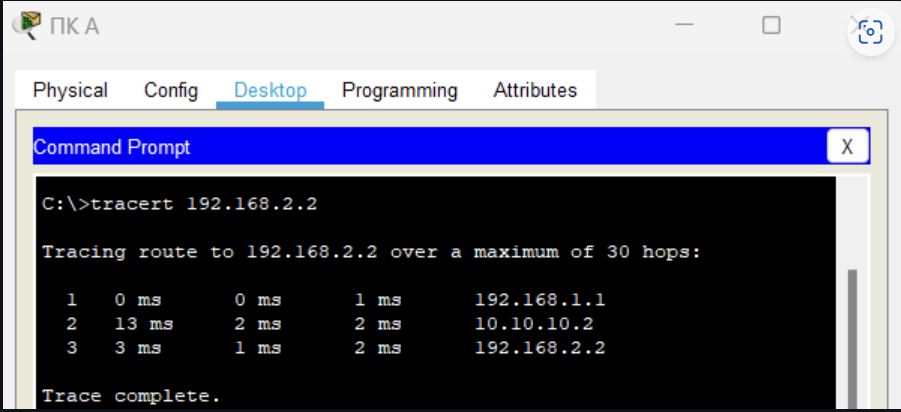 ПК А
Physical Config Desktop Programming Attributes
Command Prompt X
C:\>tracert 192.168.2.2
Tracing route to 192.168.2.2 over a maximum of 30 hops:
1 0 ms 0 ms 1 ms 192.168.1.1
2 13 ms 2 ms 2 ms 10.10.10.2
3 3 ms 1 ms 2 ms 192.168.2.2
Trace complete.